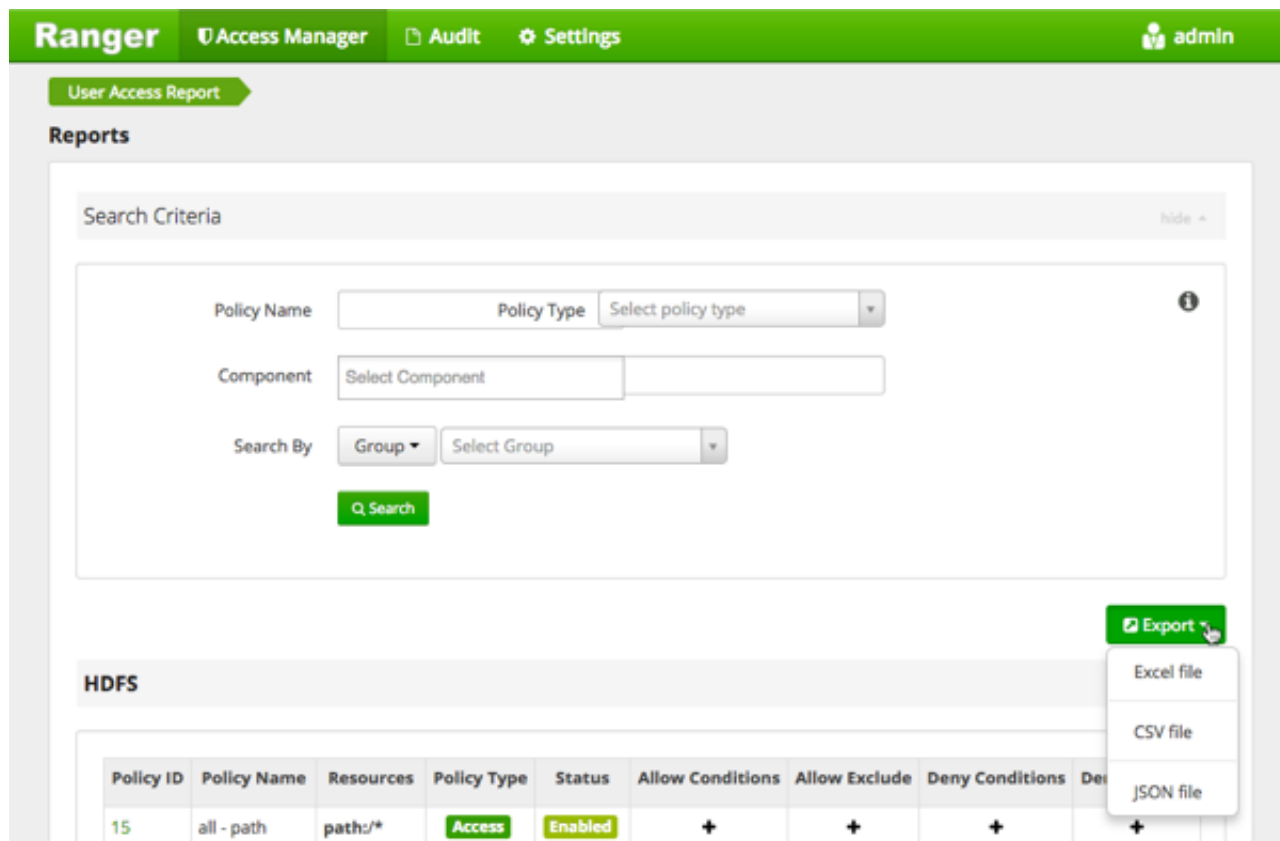 Ranger Access Manager Audit Settings admin
User Access Report
Reports
Search Criteria hide
Policy Name Policy Type Select policy type
Component Select Component
Search By Group Select Group
Search
Export
Excel file
HDFS
CSV file
Policy ID Policy Name Resources Policy Type Status Allow Conditions Allow Exclude Deny Conditions
JSON file
15 all - path path:/* Access Enabled + + + +